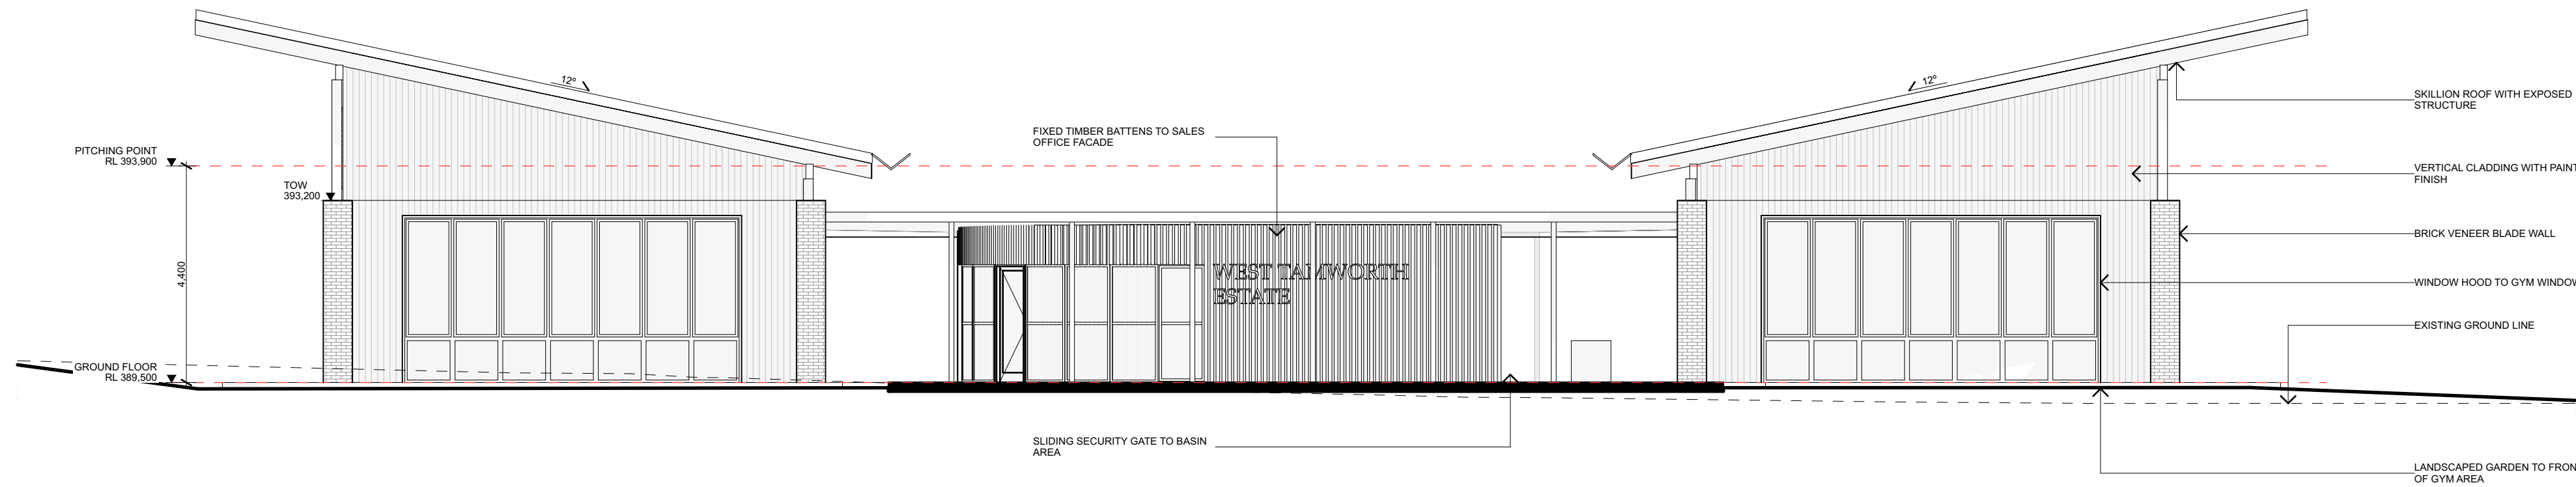 12º
12º
SKILLION ROOF WITH EXPOSED
STRUCTURE
FIXED TIMBER BATTENS TO SALES
OFFICE FACADE
PITCHING POINT
RL 393,900
VERTICAL CLADDING WITH PAINT
FINISH
TOW
393,200
BRICK VENEER BLADE WALL
4,400
WEST TAMWORTH
ESTATE
WINDOW HOOD TO GYM WINDOW
EXISTING GROUND LINE
GROUND FLOOR
RL 389,500
SLIDING SECURITY GATE TO BASIN
AREA
LANDSCAPED GARDEN TO FRON
OF GYM AREA